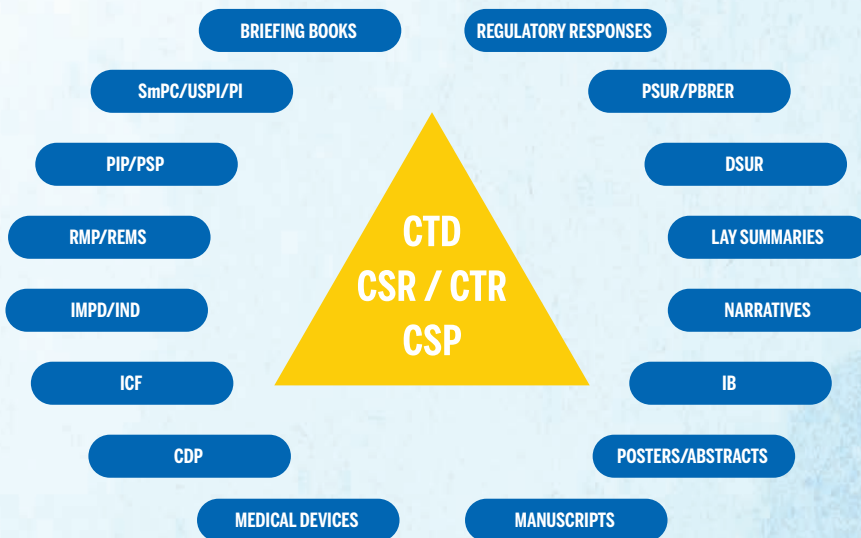 BRIEFING BOOKS
REGULATORY RESPONSES
SmPC/USPI/PI
PSUR/PBRER
PIP/PSP
DSUR
RMP/REMS
LAY SUMMARIES
IMPD/IND
NARRATIVES
ICF
IB
CDP
POSTERS/ABSTRACTS
MEDICAL DEVICES
MANUSCRIPTS
CTD
CSR / CTR
CSP